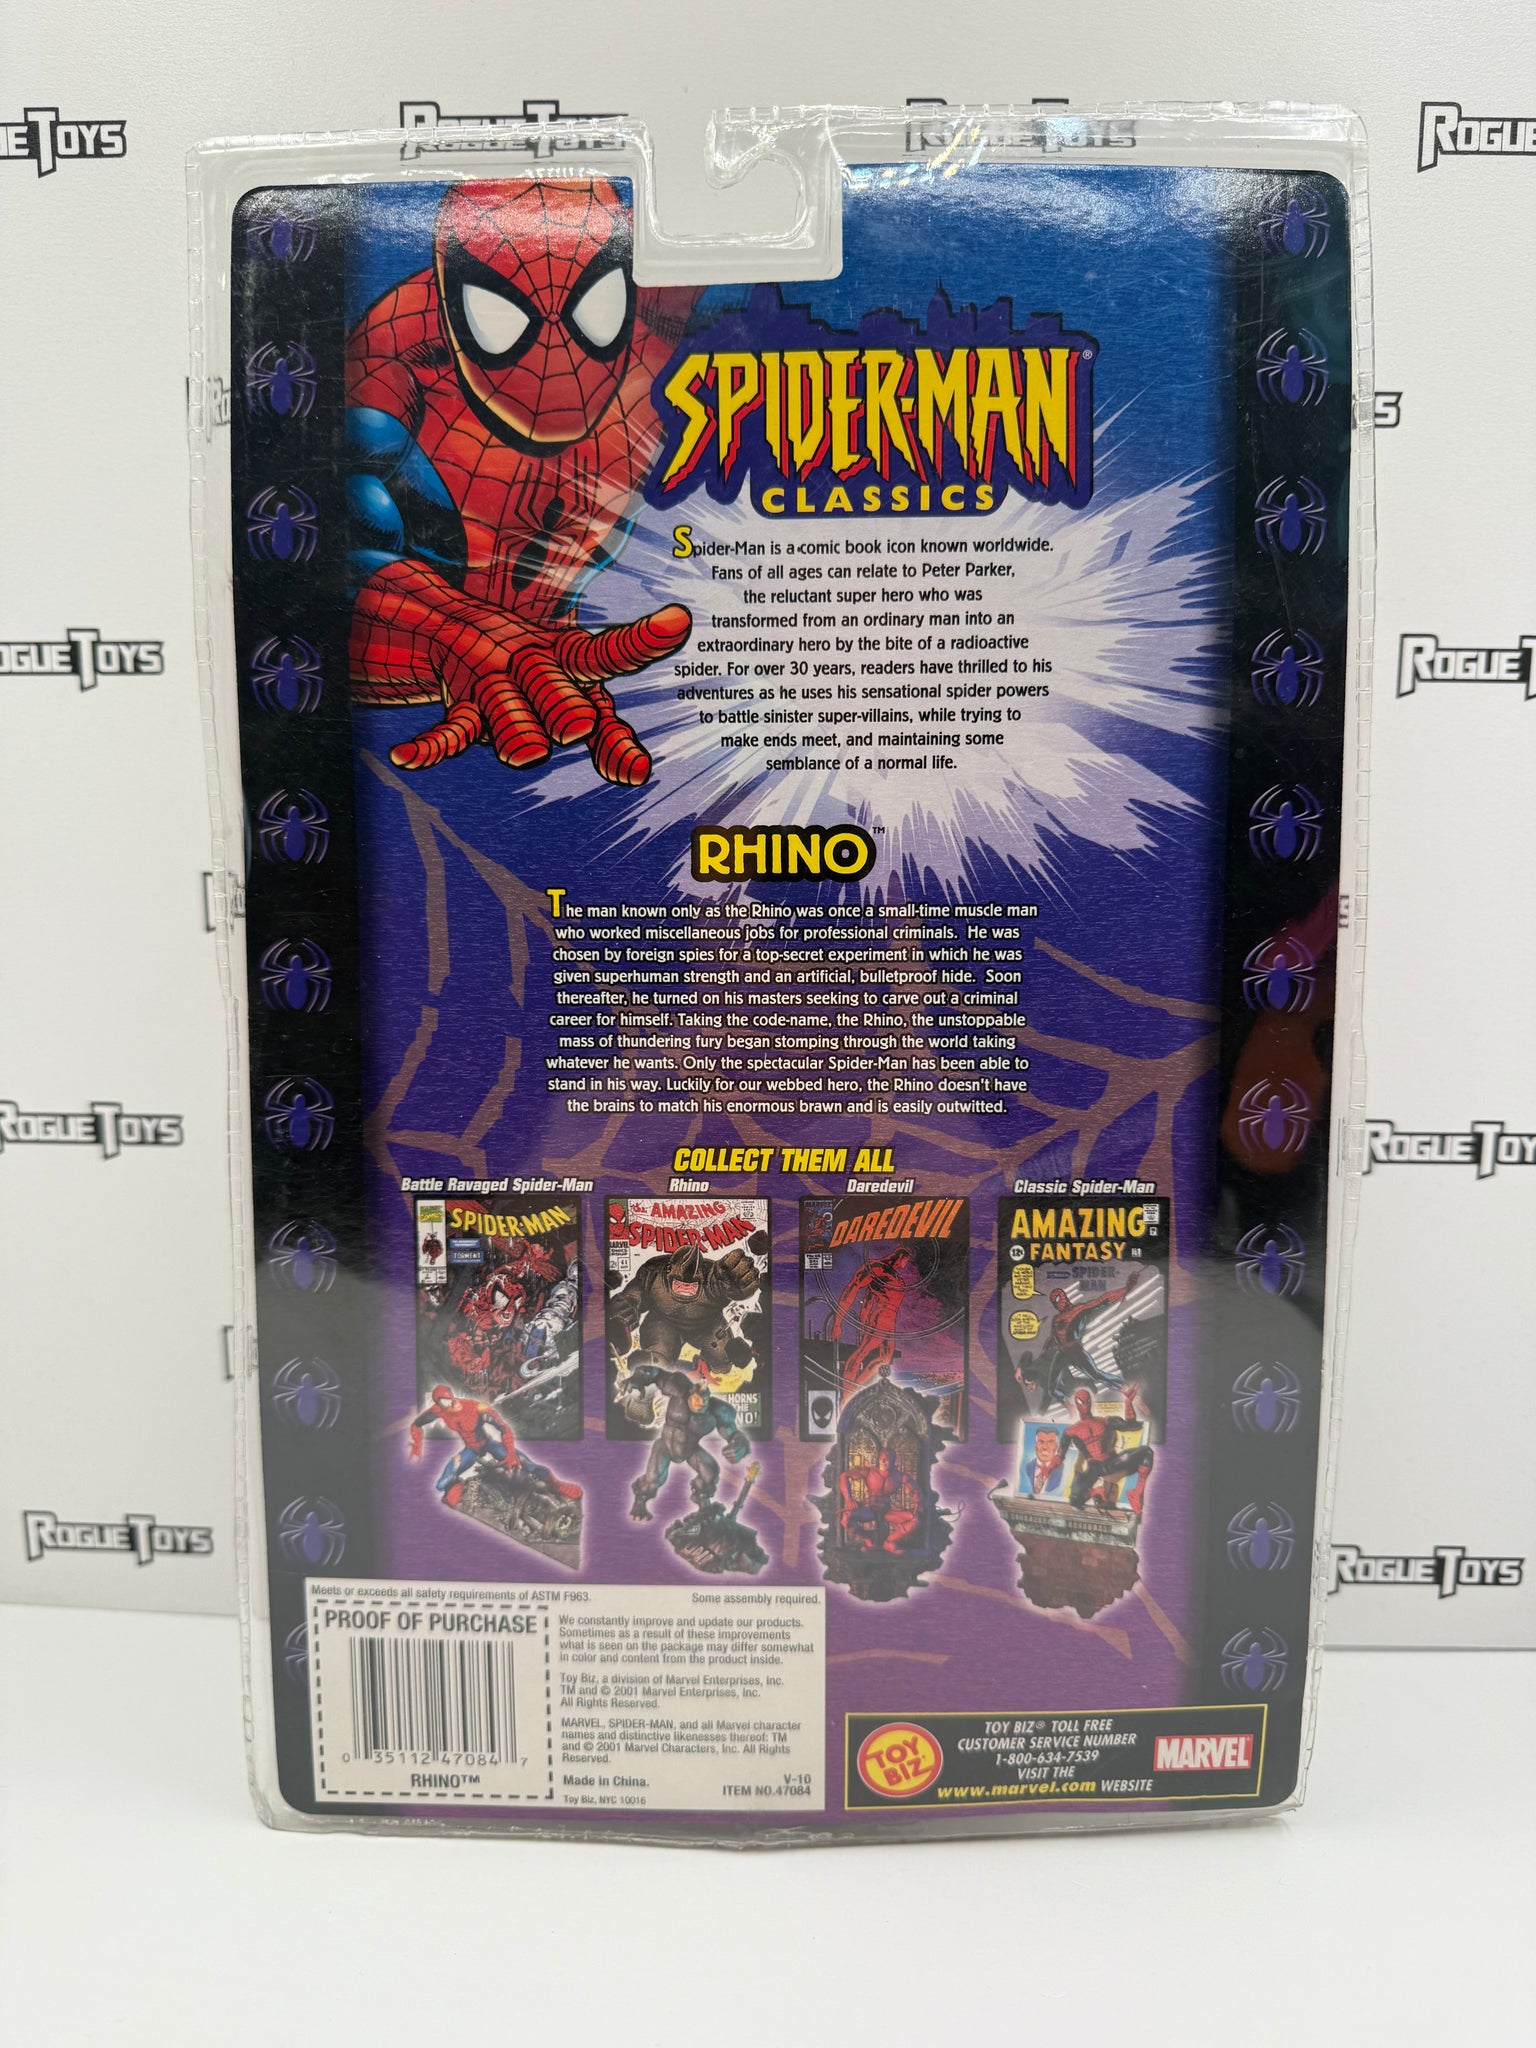 ROGUE TOYS
SPIDER-MAN®
CLASSICS
Spider-Man is a comic book icon known worldwide.
Fans of all ages can relate to Peter Parker,
the reluctant super hero who was
transformed from an ordinary man into an
extraordinary hero by the bite of a radioactive
spider. For over 30 years, readers have thrilled to his
adventures as he uses his sensational spider powers
to battle sinister super-villains, while trying to
make ends meet, and maintaining some
semblance of a normal life.
RHINO™
The man known only as the Rhino was once a small-time muscle man
who worked miscellaneous jobs for professional criminals. He was
chosen by foreign spies for a top-secret experiment in which he was
given superhuman strength and an artificial, bulletproof hide. Soon
thereafter, he turned on his masters seeking to carve out a criminal
career for himself. Taking the code-name, the Rhino, the unstoppable
mass of thundering fury began stomping through the world taking
whatever he wants. Only the spectacular Spider-Man has been able to
stand in his way. Luckily for our webbed hero, the Rhino doesn't have
the brains to match his enormous brawn and is easily outwitted.
COLLECT THEM ALL
Battle Ravaged Spider-Man
Rhino
Daredevil
Classic Spider-Man
SPIDER-MAN
TORMENT
the AMAZING
SPIDER-MAN
41
HORNS
THE
NO!
DAREDEVIL
AMAZING
FANTASY
SPIDER-
MAN
Meets or exceeds all safety requirements of ASTM F963.
Some assembly required.
PROOF OF PURCHASE
0 35112 47084 7
RHINO™
We constantly improve and update our products.
Sometimes as a result of these improvements
what is seen on the package may differ somewhat
in color and content from the product inside.
Toy Biz, a division of Marvel Enterprises, Inc.
TM and © 2001 Marvel Enterprises, Inc.
All Rights Reserved.
MARVEL, SPIDER-MAN, and all Marvel character
names and distinctive likenesses thereof: TM
and © 2001 Marvel Characters, Inc. All Rights
Reserved.
Made in China.
V-10
Toy Biz, NYC 10016
ITEM NO.47084
TOY
BIZ
TOY BIZ® TOLL FREE
CUSTOMER SERVICE NUMBER
1-800-634-7539
VISIT THE
www.marvel.com WEBSITE
MARVEL